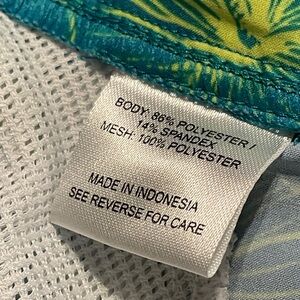 BODY: 86% POLYESTER /
14% SPANDEX
MESH: 100% POLYESTER
MADE IN INDONESIA
SEE REVERSE FOR CARE